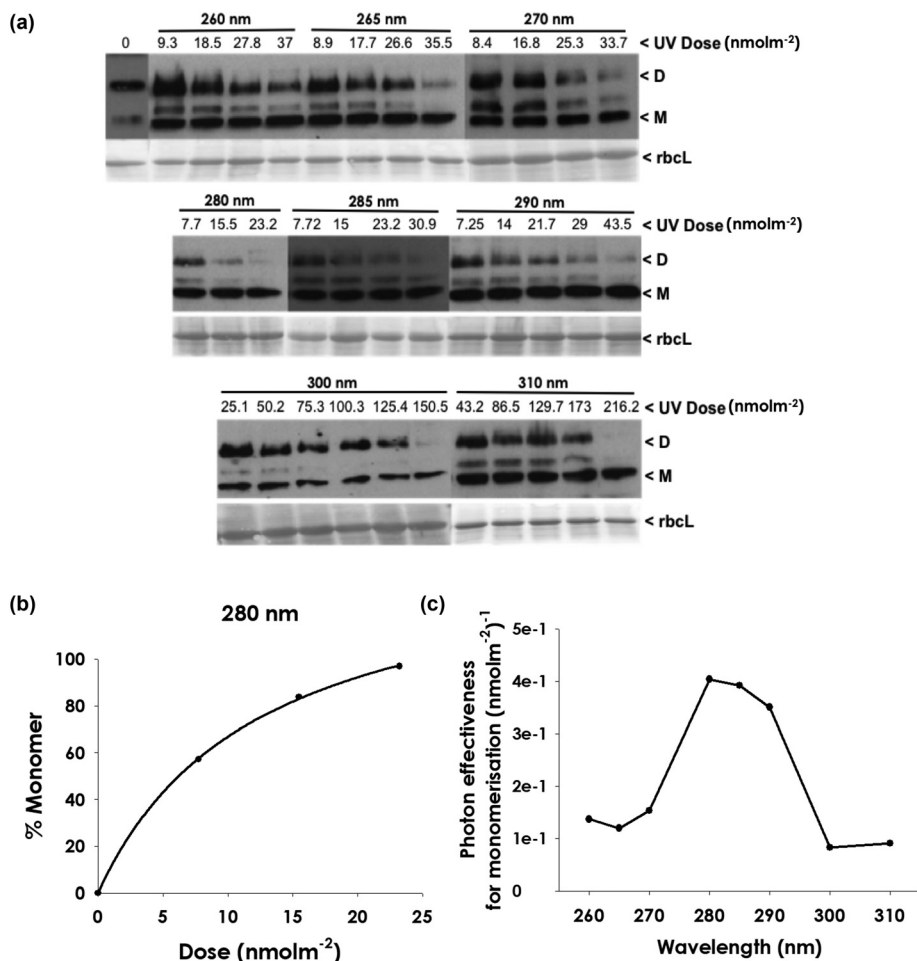 (a)
260 nm 265 nm 270 nm
0 9.3 18.5 27.8 37 8.9 17.7 26.6 35.5 8.4 16.8 25.3 33.7 < UV Dose (nmolm⁻²)
< D
< M
< rbcL
280 nm 285 nm 290 nm
7.7 15.5 23.2 7.72 15 23.2 30.9 7.25 14 21.7 29 43.5 < UV Dose (nmolm⁻²)
< D
< M
< rbcL
300 nm 310 nm
25.1 50.2 75.3 100.3 125.4 150.5 43.2 86.5 129.7 173 216.2 < UV Dose (nmolm⁻²)
< D
< M
< rbcL
(b)
280 nm
% Monomer
100
80
60
40
20
0
0 5 10 15 20 25
Dose (nmolm⁻²)
(c)
Photon effectiveness
for monomerisation (nmolm⁻²)⁻¹
5e-1
4e-1
3e-1
2e-1
1e-1
0
260 270 280 290 300 310
Wavelength (nm)